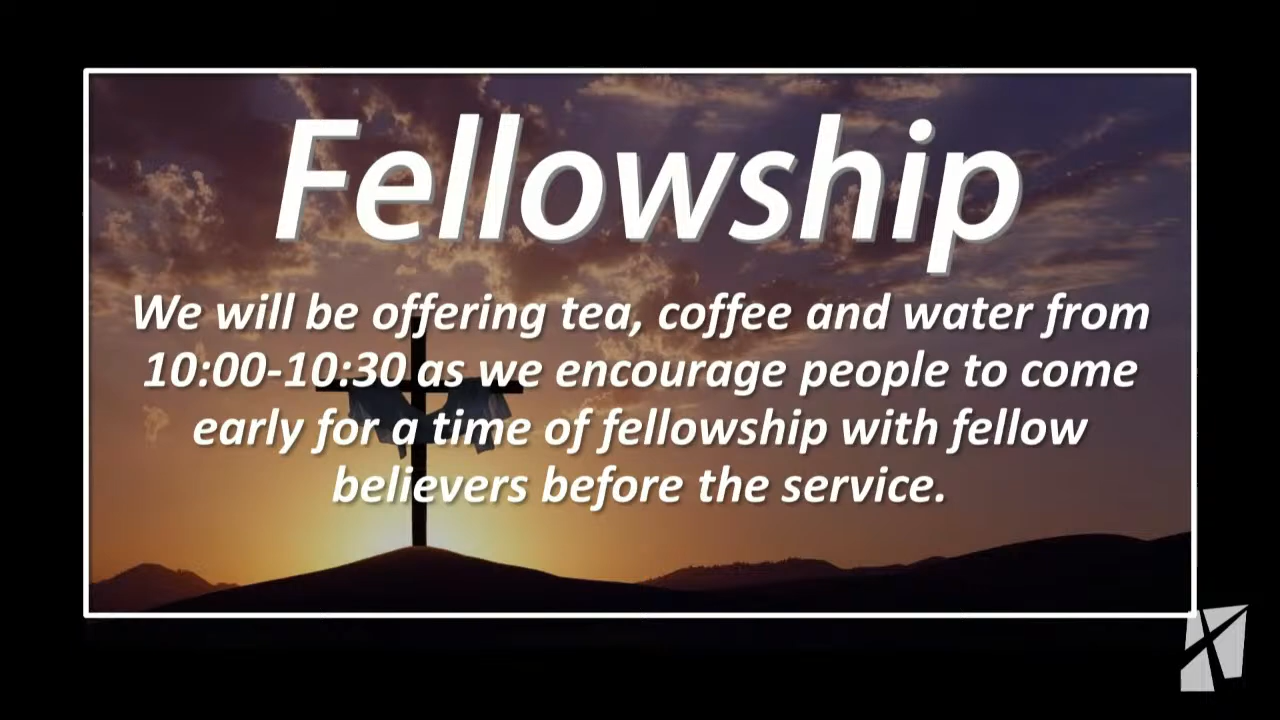 Fellowship
We will be offering tea, coffee and water from
10:00-10:30 as we encourage people to come
early for a time of fellowship with fellow
believers before the service.